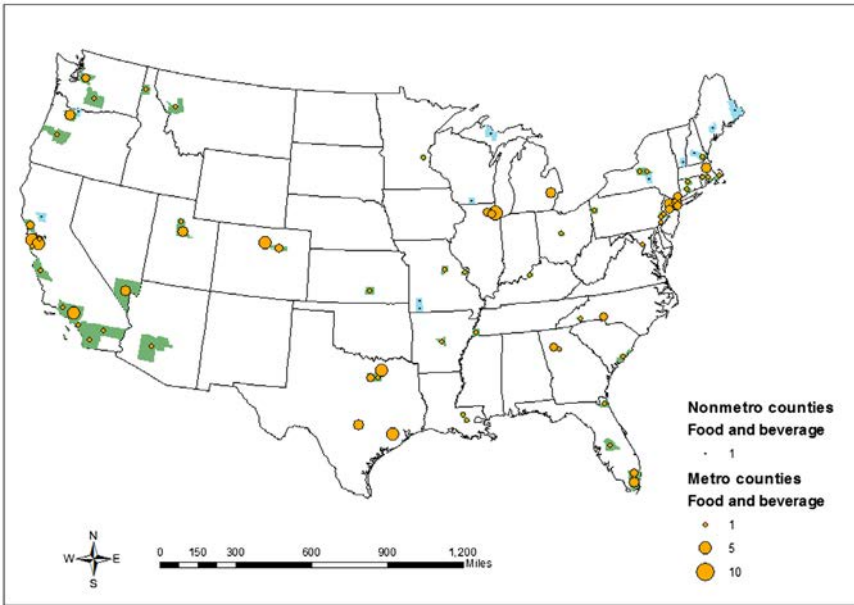 Nonmetro counties
Food and beverage
1
Metro counties
Food and beverage
1
5
10
N
W E
S
0 150 300 600 900 1,200
Miles